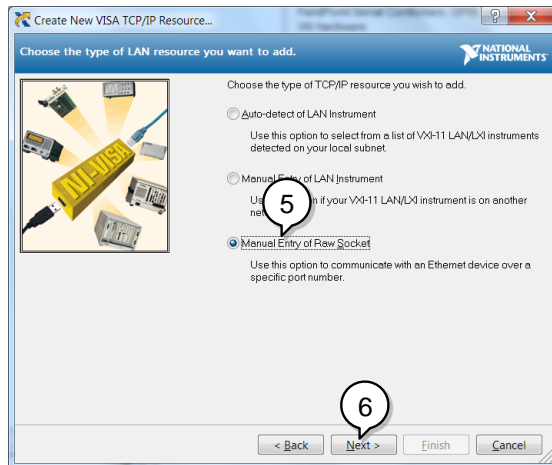 Create New VISA TCP/IP Resource...
Choose the type of LAN resource you want to add.
NATIONAL
INSTRUMENTS
NI-VISA
Choose the type of TCP/IP resource you wish to add.
Auto-detect of LAN Instrument
Use this option to select from a list of VXI-11 LAN/LXI instruments
detected on your local subnet.
Manual Entry of LAN Instrument
if your VXI-11 LAN/LXI instrument is on another
5
Manual Entry of Raw Socket
Use this option to communicate with an Ethernet device over a
specific port number.
6
< Back
Next >
Finish
Cancel